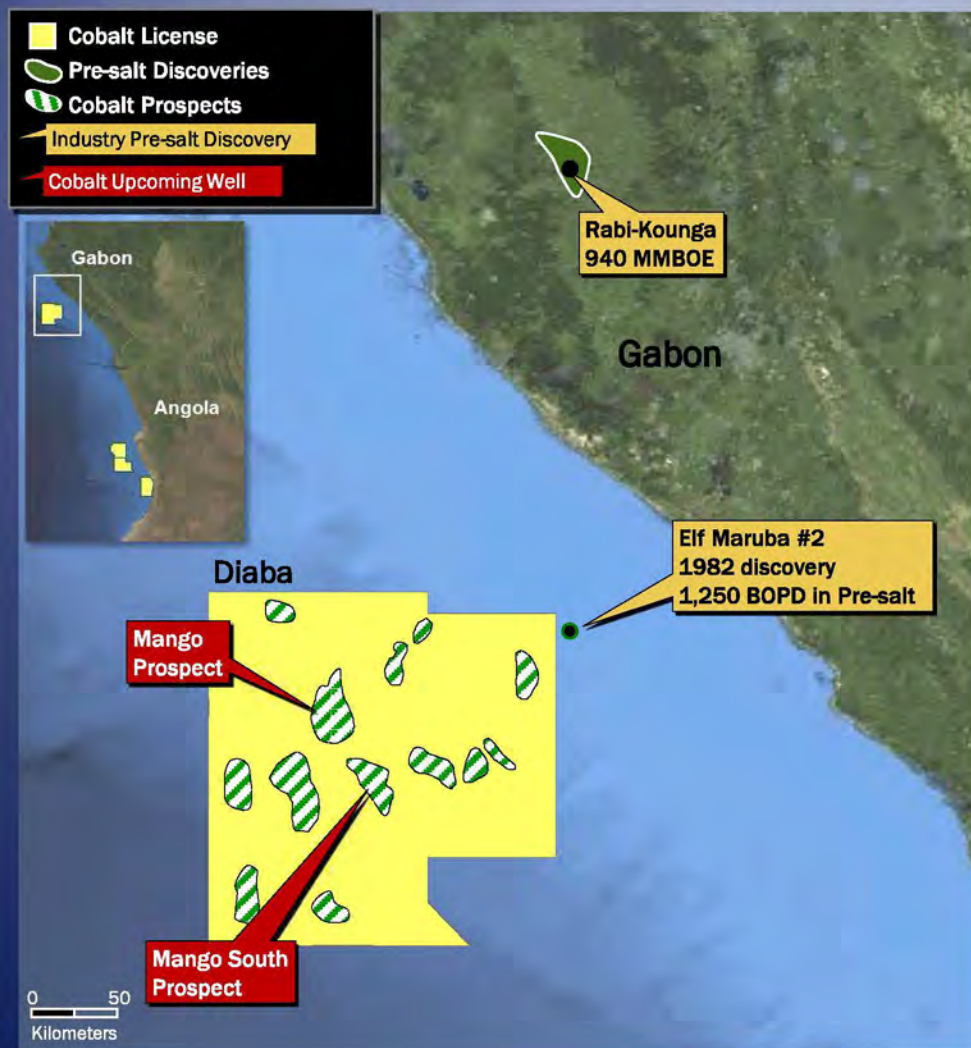 Cobalt License
Pre-salt Discoveries
Cobalt Prospects
Industry Pre-salt Discovery
Cobalt Upcoming Well
Gabon
Angola
Rabi-Kounga
940 MMBOE
Gabon
Elf Maruba #2
1982 discovery
1,250 BOPD in Pre-salt
Diaba
Mango
Prospect
Mango South
Prospect
0 50
Kilometers